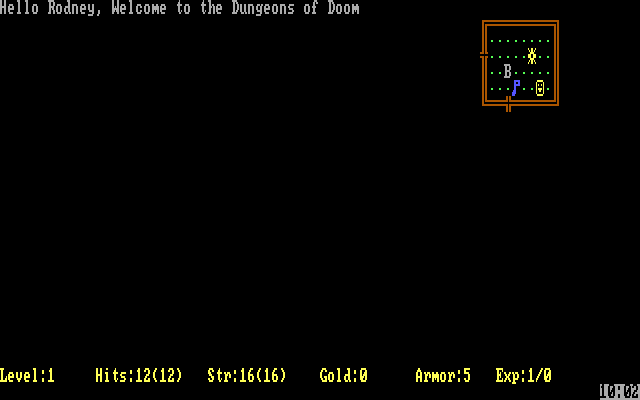 Hello Rodney, Welcome to the Dungeons of Doom
B
Level:1 Hits:12(12) Str:16(16) Gold:0 Armor:5 Exp:1/0
10:02